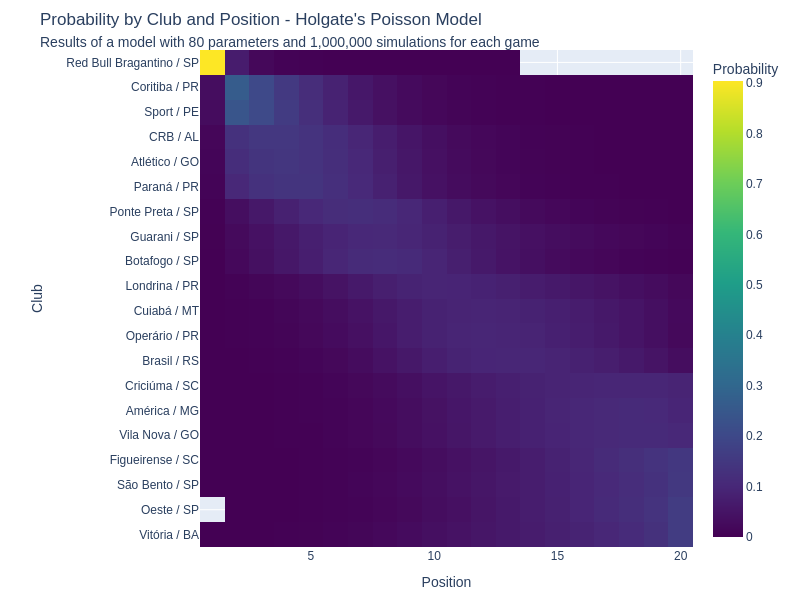 Probability by Club and Position - Holgate's Poisson Model
Results of a model with 80 parameters and 1,000,000 simulations for each game
Probability
Red Bull Bragantino / SP
Coritiba / PR
Sport / PE
CRB / AL
Atlético / GO
Paraná / PR
Ponte Preta / SP
Guarani / SP
Botafogo / SP
Londrina / PR
Cuiabá / MT
Operário / PR
Brasil / RS
Criciúma / SC
América / MG
Vila Nova / GO
Figueirense / SC
São Bento / SP
Oeste / SP
Vitória / BA
Club
5 10 15 20
Position
0.9
0.8
0.7
0.6
0.5
0.4
0.3
0.2
0.1
0